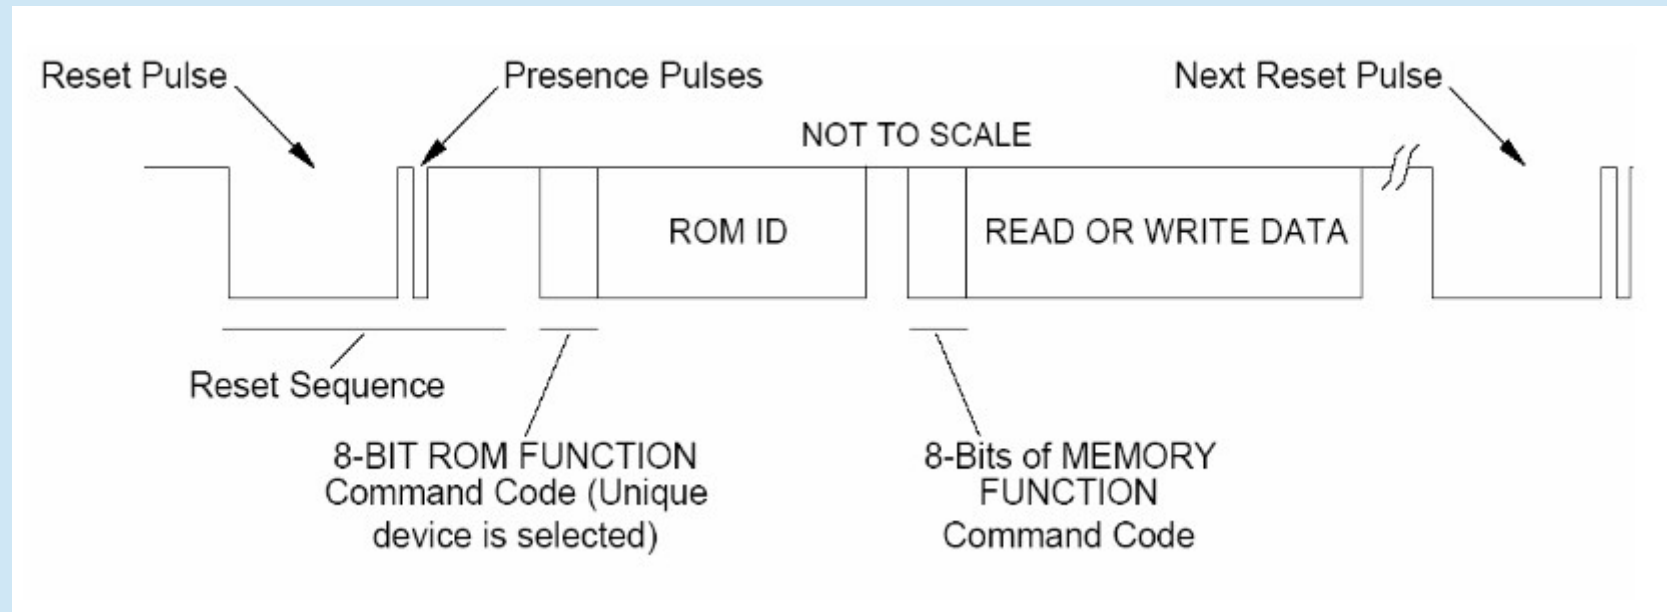 Reset Pulse
Presence Pulses
Next Reset Pulse
NOT TO SCALE
ROM ID
READ OR WRITE DATA
Reset Sequence
8-BIT ROM FUNCTION
Command Code (Unique
device is selected)
8-Bits of MEMORY
FUNCTION
Command Code